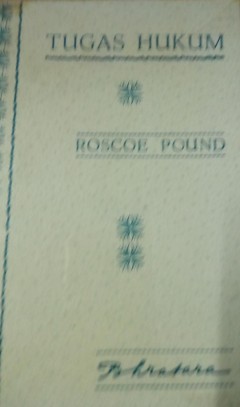 TUGAS HUKUM
ROSCOE POUND
Bhratara